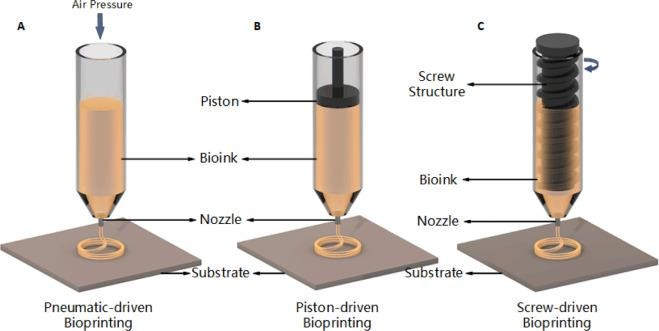 Air Pressure
A
B
C
Screw
Structure
Piston
Bioink
Bioink
Nozzle
Nozzle
Substrate
Substrate
Pneumatic-driven
Bioprinting
Piston-driven
Bioprinting
Screw-driven
Bioprinting